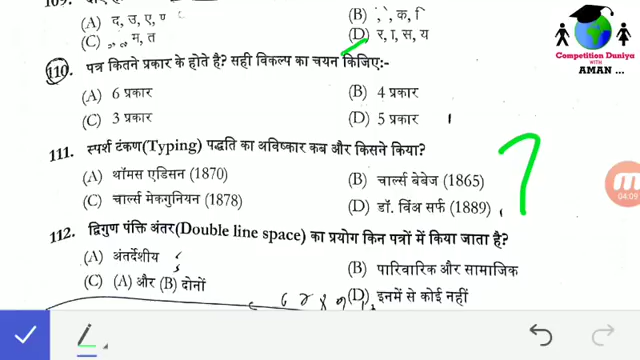 109.
(A) द, उ, ए, ण
(B) क, ि
(C) म, त
(D) र, ा, स, य
110. पत्र कितने प्रकार के होते है? सही विकल्प का चयन किजिए:-
(A) 6 प्रकार
(B) 4 प्रकार
(C) 3 प्रकार
(D) 5 प्रकार
111. स्पर्श टंकण(Typing) पद्धति का अविष्कार कब और किसने किया?
(A) थॉमस एडिसन (1870)
(B) चार्ल्स बेबेज (1865)
(C) चार्ल्स मेकगुनियन (1878)
(D) डॉ. विंअ सर्फ (1889)
112. द्विगुण पंक्ति अंतर(Double line space) का प्रयोग किन पत्रों में किया जाता है?
(A) अंतर्देशीय
(B) पारिवारिक और सामाजिक
(C) (A) और (B) दोनों
(D) इनमें से कोई नहीं
Competition Duniya
WITH
AMAN...
04:09